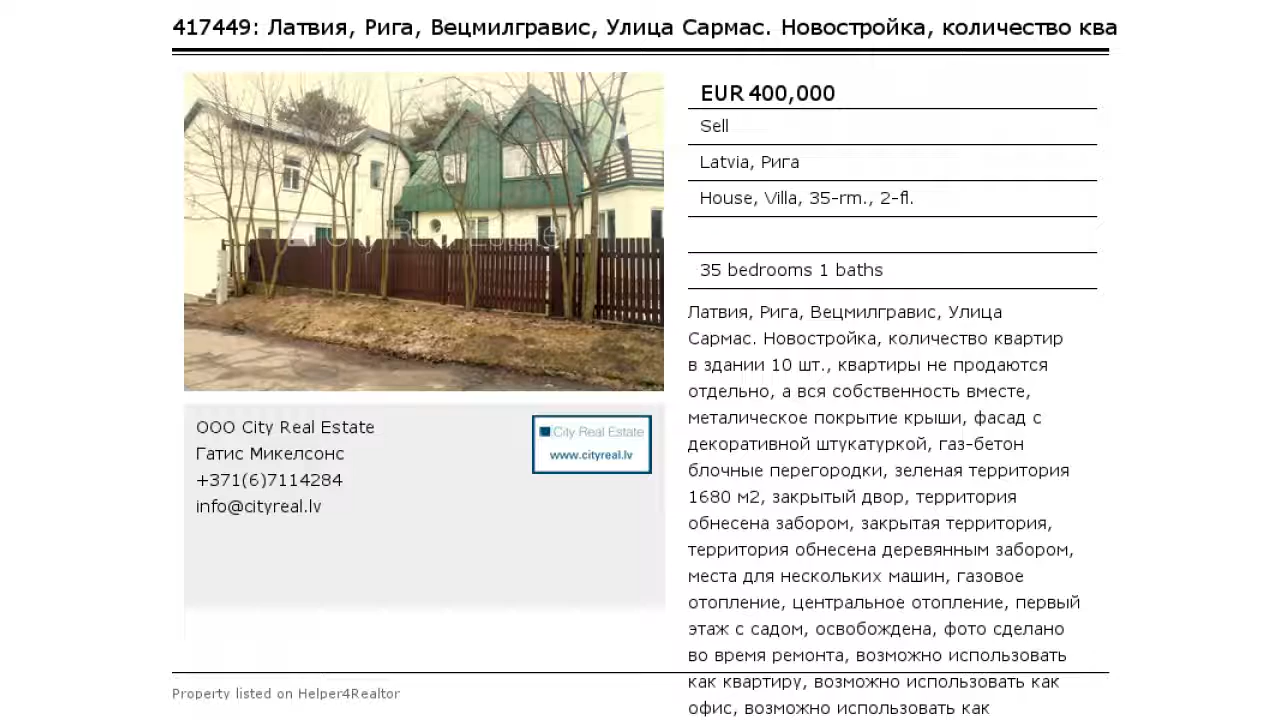 417449: Латвия, Рига, Вецмилгравис, Улица Сармас. Новостройка, количество ква
EUR 400,000
Sell
Latvia, Рига
House, Villa, 35-rm., 2-fl.
35 bedrooms 1 baths
City Real Estate
ООО City Real Estate
Гатис Микелсонс
+371(6)7114284
info@cityreal.lv
City Real Estate
www.cityreal.lv
Латвия, Рига, Вецмилгравис, Улица
Сармас. Новостройка, количество квартир
в здании 10 шт., квартиры не продаются
отдельно, а вся собственность вместе,
металическое покрытие крыши, фасад с
декоративной штукатуркой, газ-бетон
блочные перегородки, зеленая территория
1680 м2, закрытый двор, территория
обнесена забором, закрытая территория,
территория обнесена деревянным забором,
места для нескольких машин, газовое
отопление, центральное отопление, первый
этаж с садом, освобождена, фото сделано
во время ремонта, возможно использовать
как квартиру, возможно использовать как
офис, возможно использовать как
Property listed on Helper4Realtor